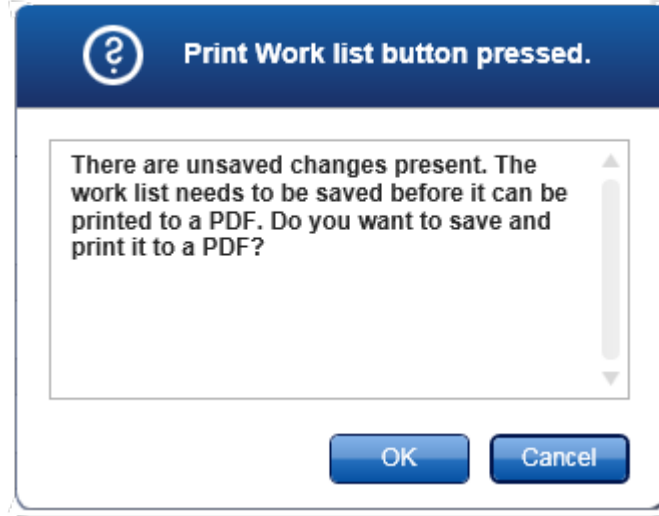 Print Work list button pressed.
There are unsaved changes present. The
work list needs to be saved before it can be
printed to a PDF. Do you want to save and
print it to a PDF?
OK
Cancel